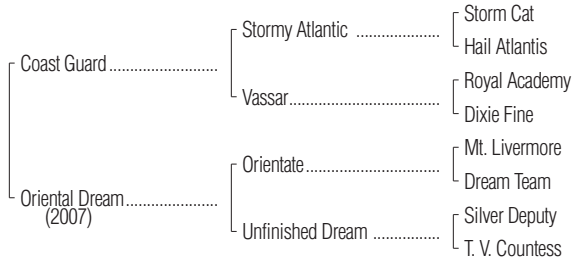 Storm Cat
Stormy Atlantic ..................
Hail Atlantis
Coast Guard .......................
Royal Academy
Vassar................................
Dixie Fine
Mt. Livermore
Orientate ............................
Dream Team
Oriental Dream....................
(2007)
Silver Deputy
Unfinished Dream ..............
T. V. Countess